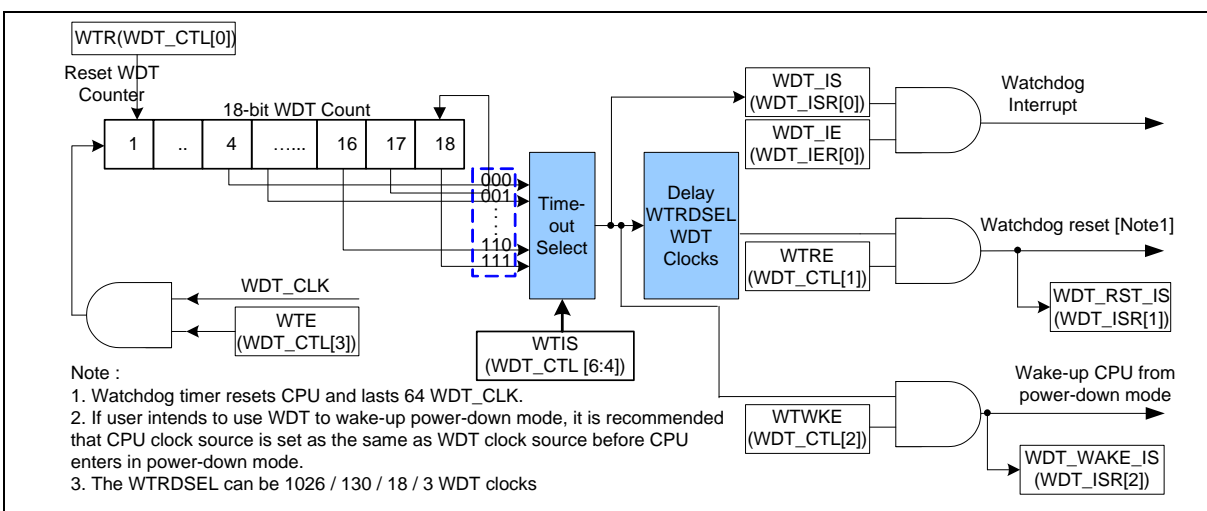 WTR(WDT_CTL[0])
Reset WDT
Counter
18-bit WDT Count
1 .. 4 …... 16 17 18
000
001
:
:
110
111
Time-
out
Select
WTIS
(WDT_CTL [6:4])
WDT_CLK
WTE
(WDT_CTL[3])
Delay
WTRDSEL
WDT
Clocks
WDT_IS
(WDT_ISR[0])
WDT_IE
(WDT_IER[0])
Watchdog
Interrupt
WTRE
(WDT_CTL[1])
Watchdog reset [Note1]
WDT_RST_IS
(WDT_ISR[1])
WTWKE
(WDT_CTL[2])
Wake-up CPU from
power-down mode
WDT_WAKE_IS
(WDT_ISR[2])
Note :
1. Watchdog timer resets CPU and lasts 64 WDT_CLK.
2. If user intends to use WDT to wake-up power-down mode, it is recommended
that CPU clock source is set as the same as WDT clock source before CPU
enters in power-down mode.
3. The WTRDSEL can be 1026 / 130 / 18 / 3 WDT clocks